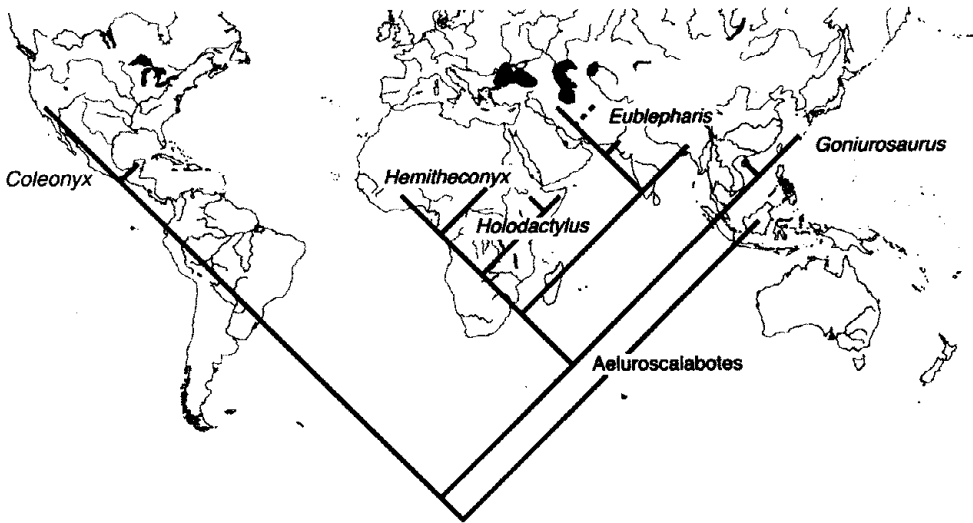 Eublepharis
Goniurosaurus
Coleonyx
Hemitheconyx
Holodactylus
Aeluroscalabotes